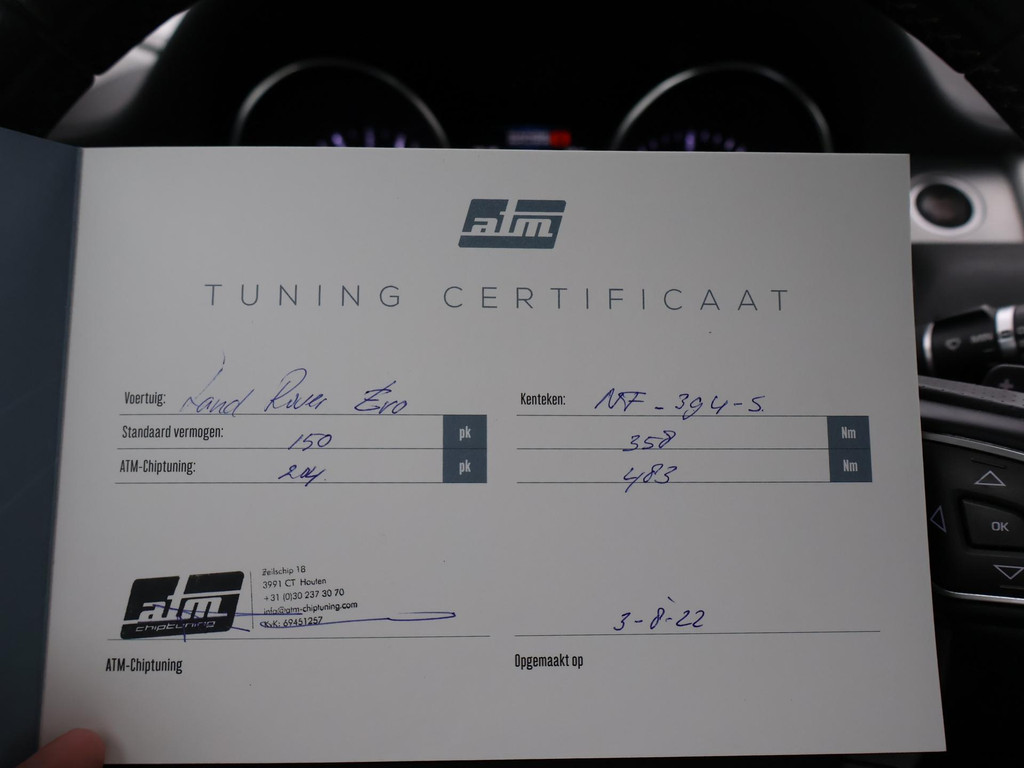 atm
TUNING CERTIFICAAT
Voertuig: Land Rover Evo
Kenteken: NF-394-S
Standaard vermogen: 150 pk
358 Nm
ATM-Chiptuning: 204 pk
483 Nm
atm
chiptuning
Zeilschip 18
3991 CT Houten
+31 (0)30 237 30 70
info@atm-chiptuning.com
KvK: 69451257
3-8-22
ATM-Chiptuning
Opgemaakt op
OK